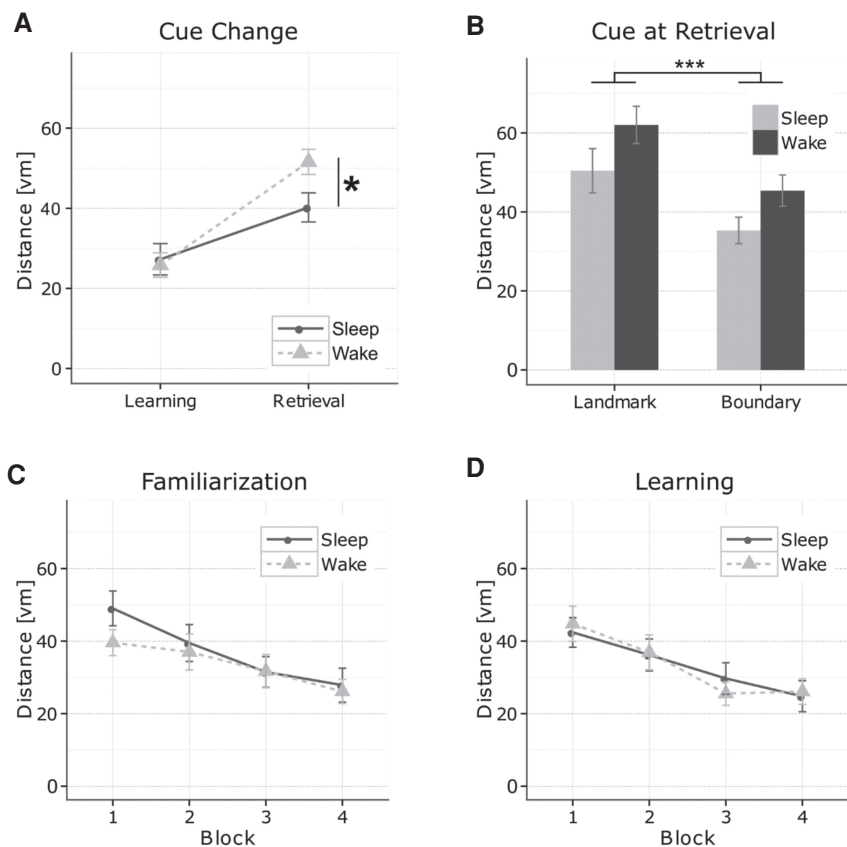 A
Cue Change
Distance [vm]
60
40
20
0
*
Sleep
Wake
Learning
Retrieval
B
Cue at Retrieval
Distance [vm]
60
40
20
0
***
Sleep
Wake
Landmark
Boundary
C
Familiarization
Distance [vm]
60
40
20
0
Sleep
Wake
1 2 3 4
Block
D
Learning
Distance [vm]
60
40
20
0
Sleep
Wake
1 2 3 4
Block